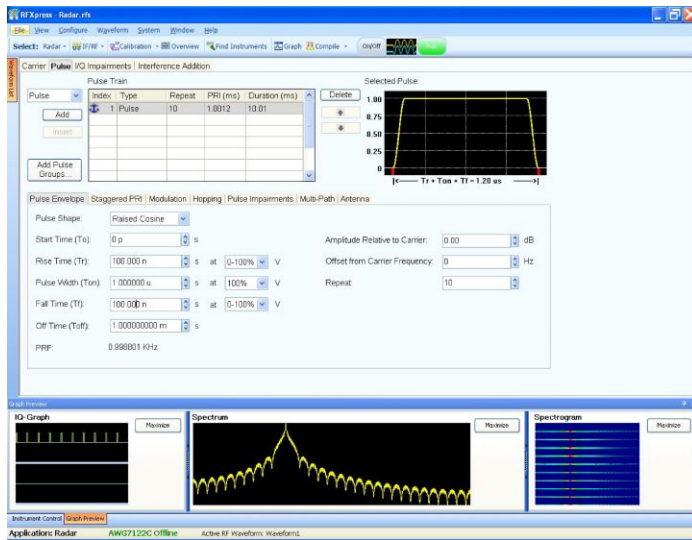 RFXpress - Radar.rfs
File View Configure Waveform System Window Help
Select: Radar IF/RF Calibration Overview Find Instruments Graph Compile On/Off
Waveform List
Carrier Pulse I/Q Impairments Interference Addition
Pulse Train
Selected Pulse
Pulse
Add
Insert
Add Pulse Groups...
Index Type Repeat PRI (ms) Duration (ms)
1 Pulse 10 1.0012 10.01
Delete
1.00
0.75
0.50
0.25
0
Tr + Ton + Tf = 1.20 us
Pulse Envelope Staggered PRI Modulation Hopping Pulse Impairments Multi-Path Antenna
Pulse Shape: Raised Cosine
Start Time (To): 0 p s
Amplitude Relative to Carrier: 0.00 dB
Rise Time (Tr): 100.000 n s at 0-100% V
Offset from Carrier Frequency: 0 Hz
Pulse Width (Ton): 1.000000 u s at 100% V
Repeat: 10
Fall Time (Tf): 100.000 n s at 0-100% V
Off Time (Toff): 1.000000000 m s
PRF: 0.998801 KHz
Graph Preview
IQ-Graph
Maximize
Spectrum
Maximize
Spectrogram
Maximize
Instrument Control Graph Preview
Application: Radar AWG7122C Offline Active RF Waveform: Waveform1